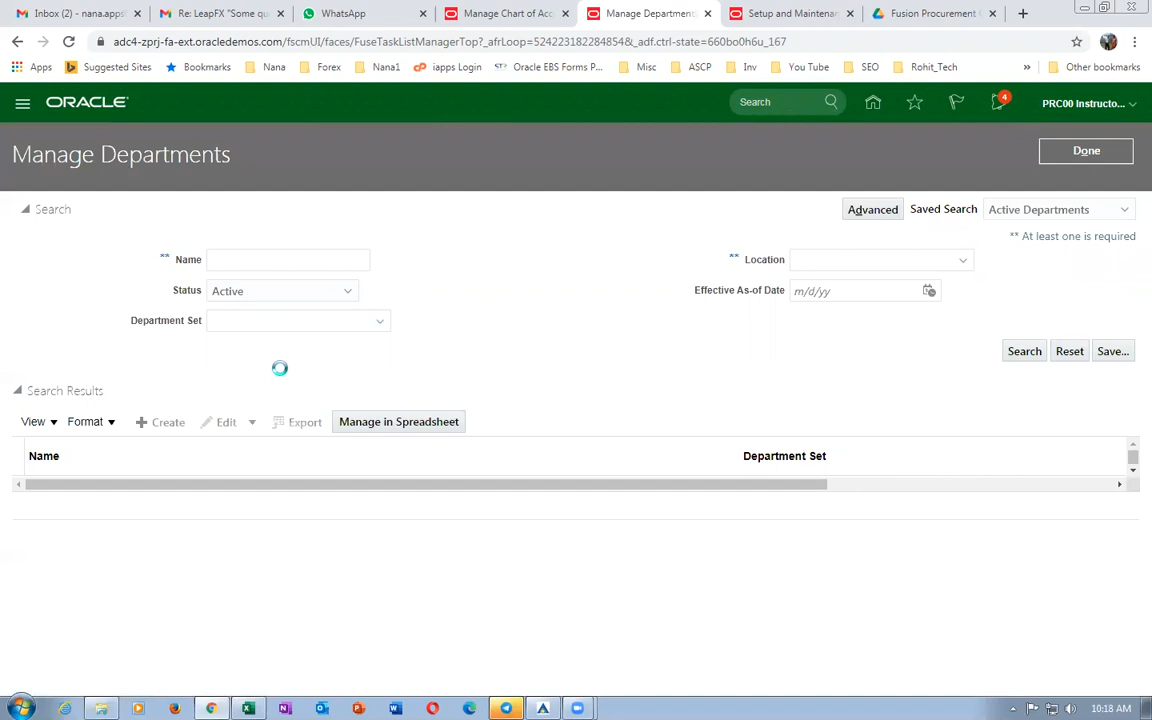 Inbox (2) - nana.apps
Re: LeapFX "Some qu
WhatsApp
Manage Chart of Acc
Manage Departments
Setup and Maintenan
Fusion Procurement
adc4-zprj-fa-ext.oracledemos.com/fscmUI/faces/FuseTaskListManagerTop?_afrLoop=5242231822848548&_adf.ctrl-state=660bo0h6u_167
Apps Suggested Sites Bookmarks Nana Forex Nana1 iapps Login Oracle EBS Forms P... Misc ASCP Inv You Tube SEO Rohit_Tech » Other bookmarks
ORACLE Search 4 PRC00 Instructo...
Manage Departments Done
Search Advanced Saved Search Active Departments
** At least one is required
** Name ** Location
Status Active Effective As-of Date m/d/yy
Department Set
Search Reset Save...
Search Results
View Format Create Edit Export Manage in Spreadsheet
Name Department Set
10:18 AM